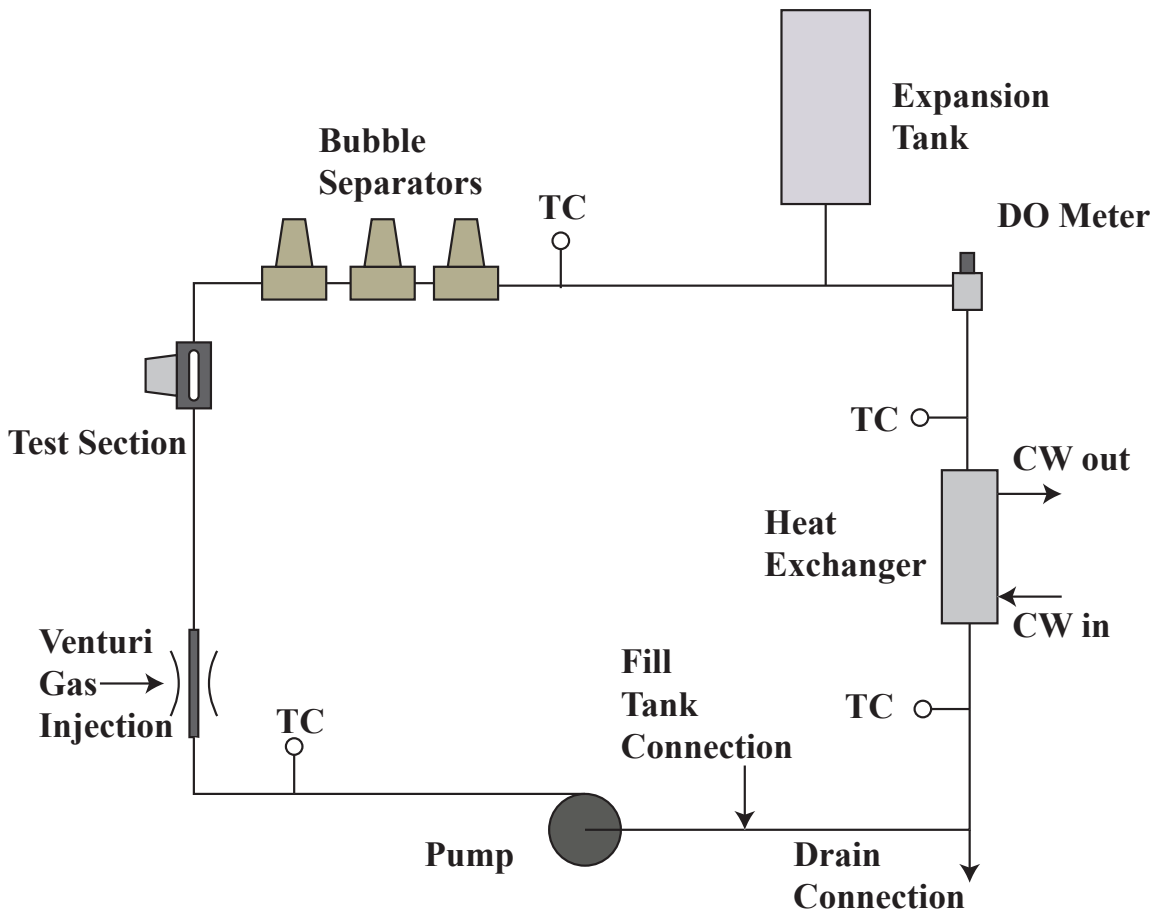 Expansion
Tank
Bubble
Separators
TC
DO Meter
TC
CW out
Test Section
Heat
Exchanger
CW in
Venturi
Gas
Injection
Fill
Tank
Connection
TC
TC
Pump
Drain
Connection